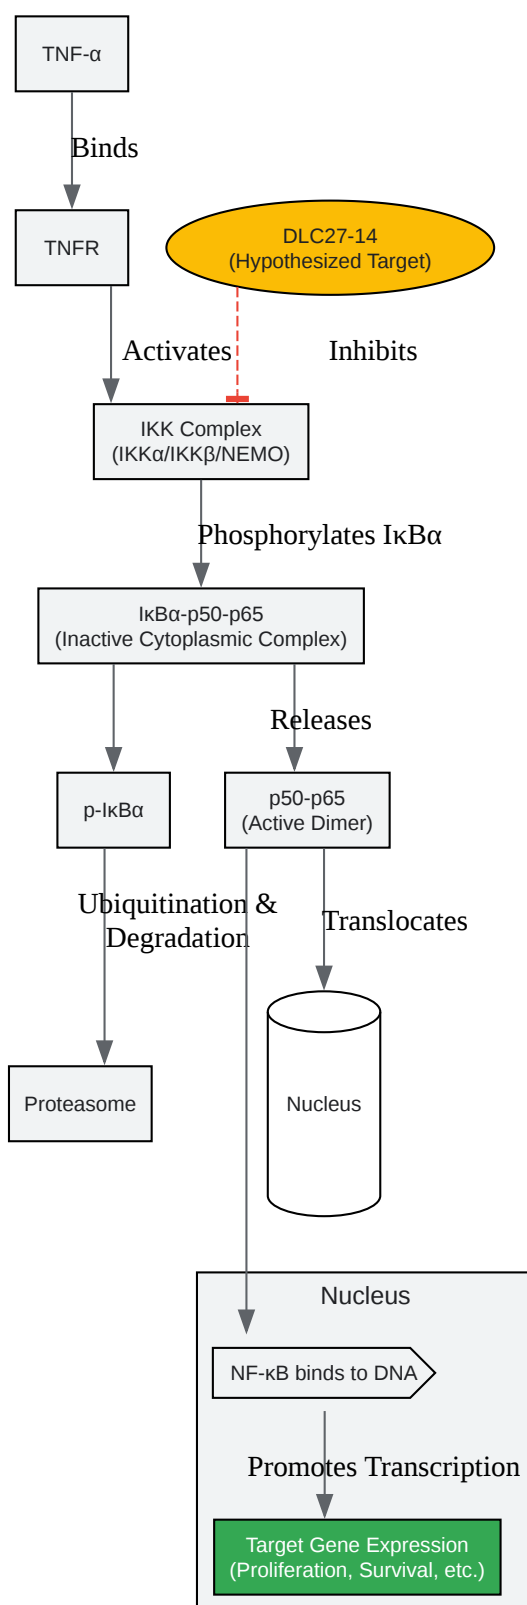 TNF-α
Binds
TNFR
DLC27-14
(Hypothesized Target)
Activates
Inhibits
IKK Complex
(IKKα/IKKβ/NEMO)
Phosphorylates IκBα
IκBα-p50-p65
(Inactive Cytoplasmic Complex)
Releases
p-IκBα
p50-p65
(Active Dimer)
Ubiquitination &
Degradation
Translocates
Proteasome
Nucleus
Nucleus
NF-κB binds to DNA
Promotes Transcription
Target Gene Expression
(Proliferation, Survival, etc.)